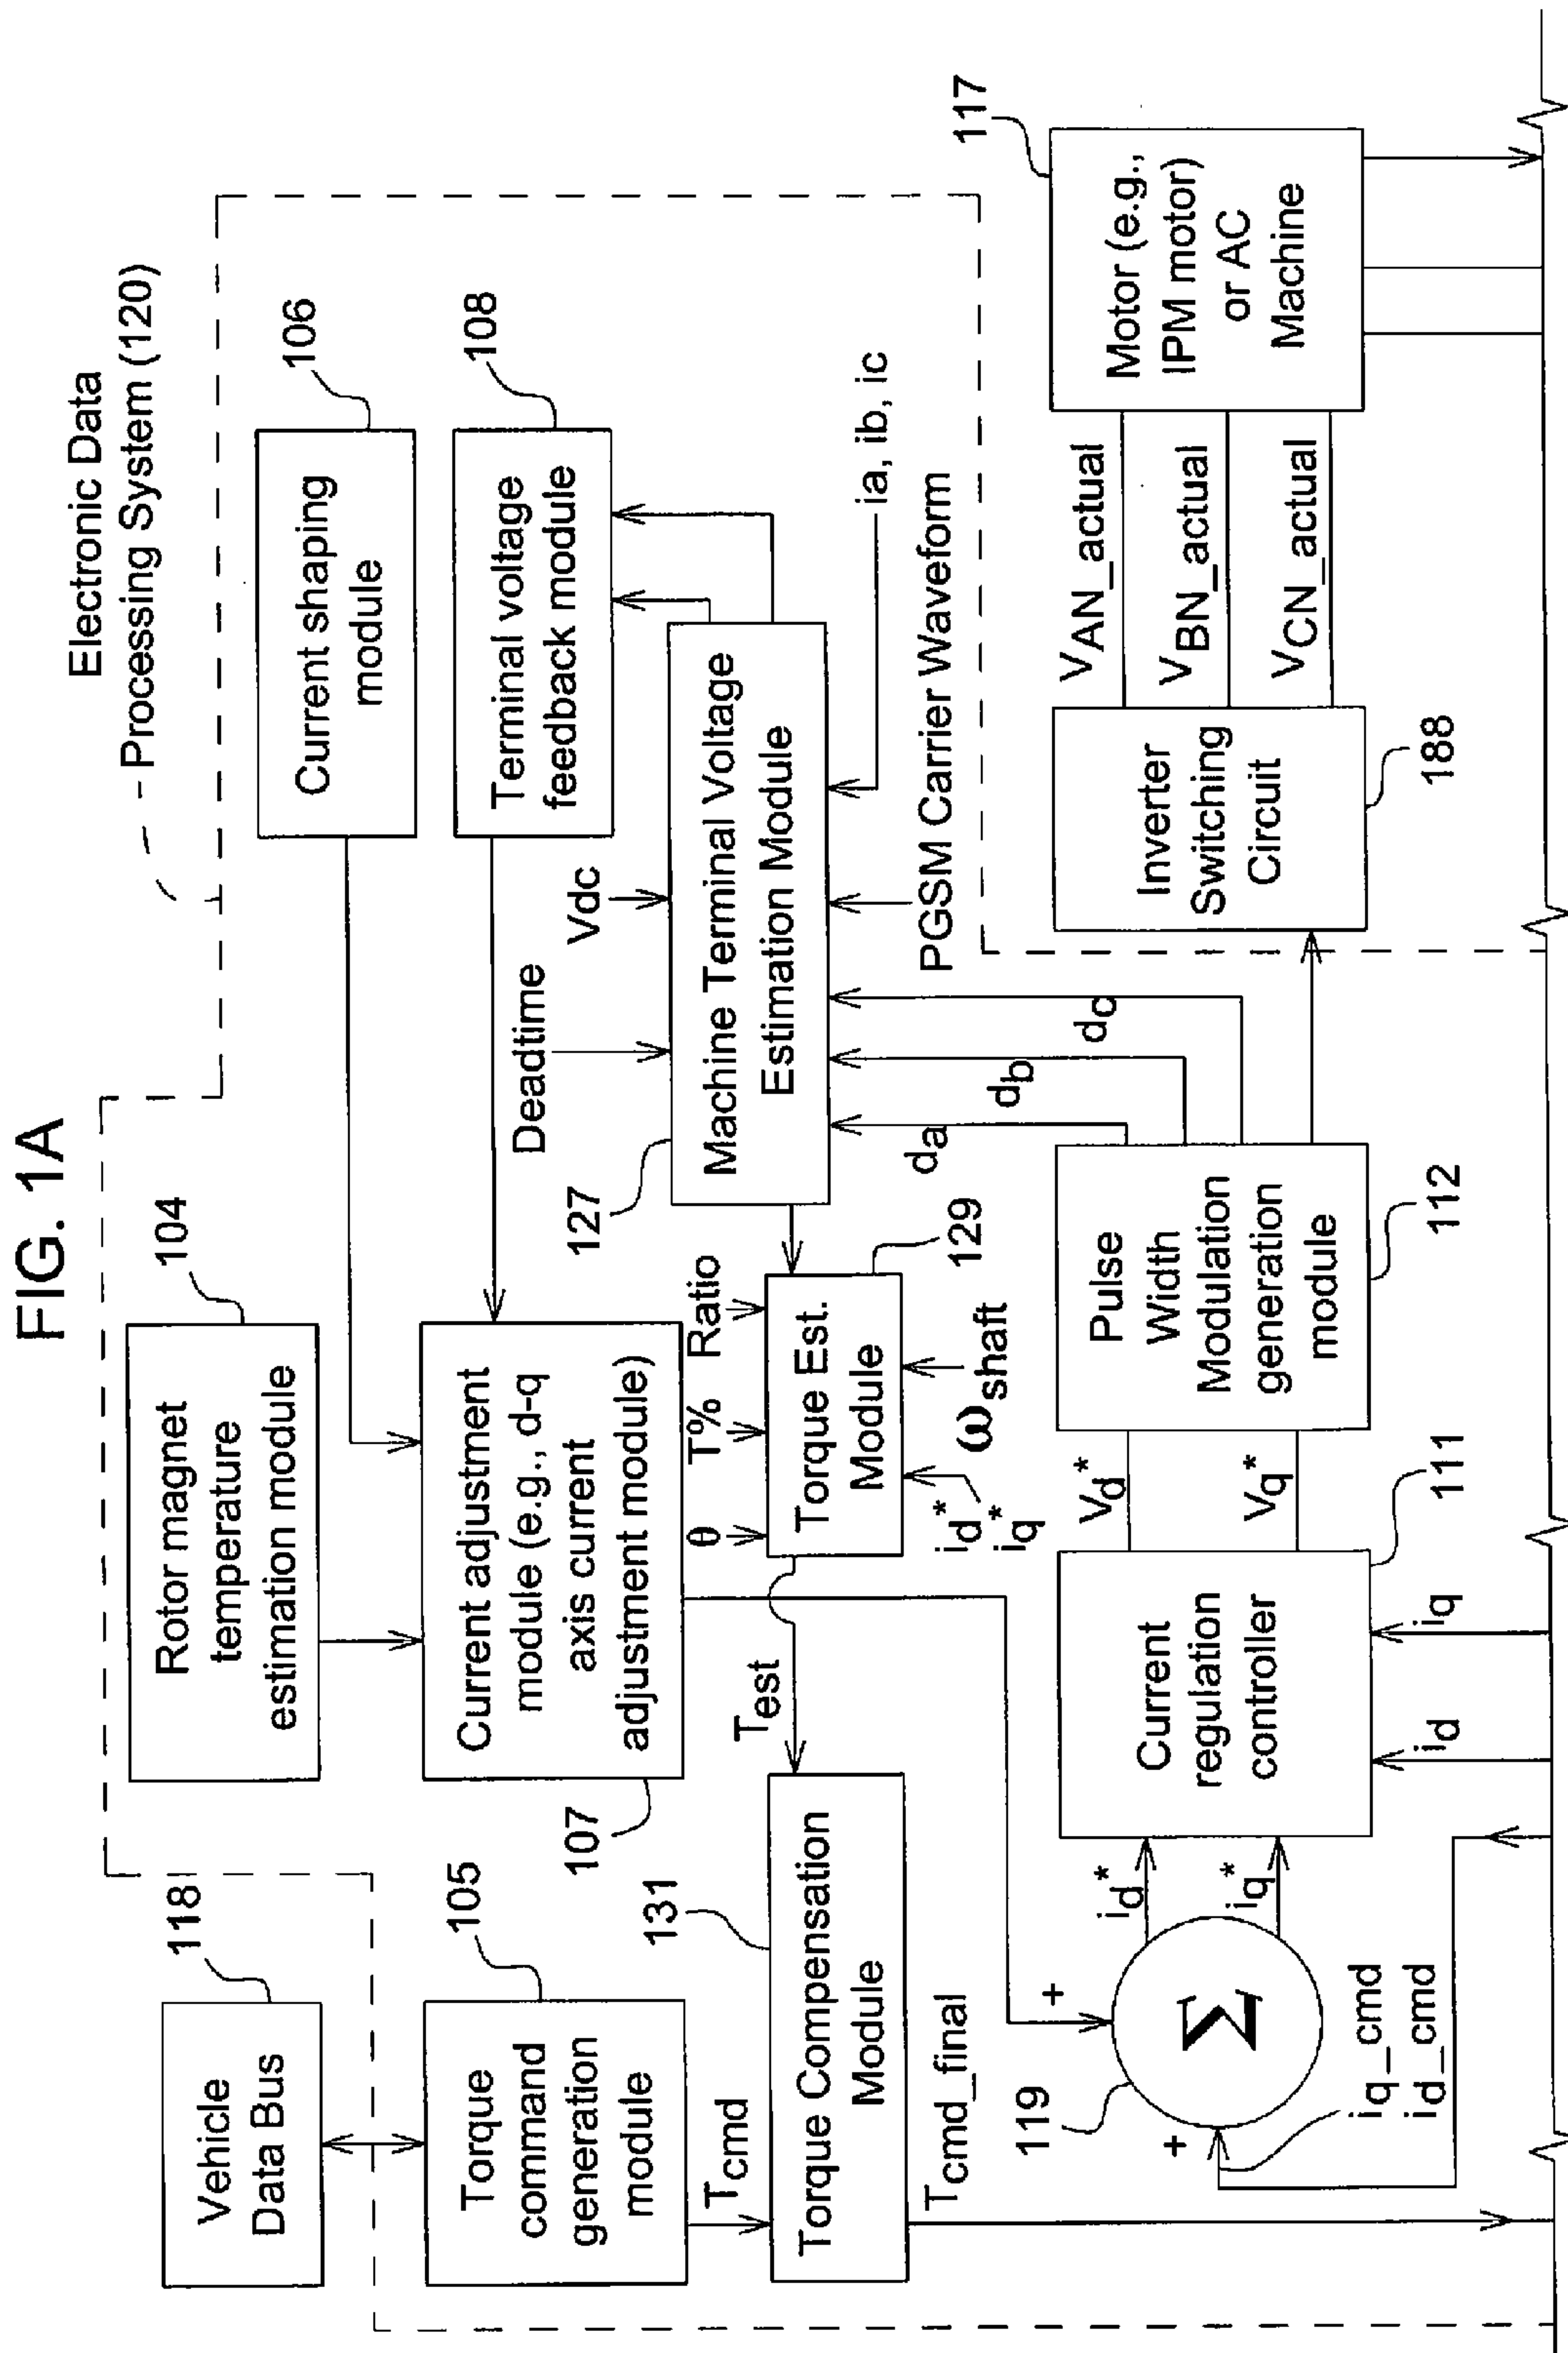 FIG. 1A
Electronic Data
Processing System (120)
118
Vehicle
Data Bus
104
Rotor magnet
temperature
estimation module
106
Current shaping
module
105
Torque
command
generation
module
107
Current adjustment
module (e.g., d-q
axis current
adjustment module)
108
Terminal voltage
feedback module
Deadtime
Vdc
127
Machine Terminal Voltage
Estimation Module
ia, ib, ic
PGSM Carrier Waveform
Tcmd
131
Torque Compensation
Module
Test
θ
T%
Ratio
129
Torque Est.
Module
id*
iq*
ωshaft
da
db
dc
Tcmd_final
119
+
+
Σ
id*
iq*
iq_cmd
id_cmd
Current
regulation
controller
111
id
iq
Vd*
Vq*
Pulse
Width
Modulation
generation
module
112
Inverter
Switching
Circuit
188
VAN_actual
VBN_actual
VCN_actual
117
Motor (e.g.,
IPM motor)
or AC
Machine